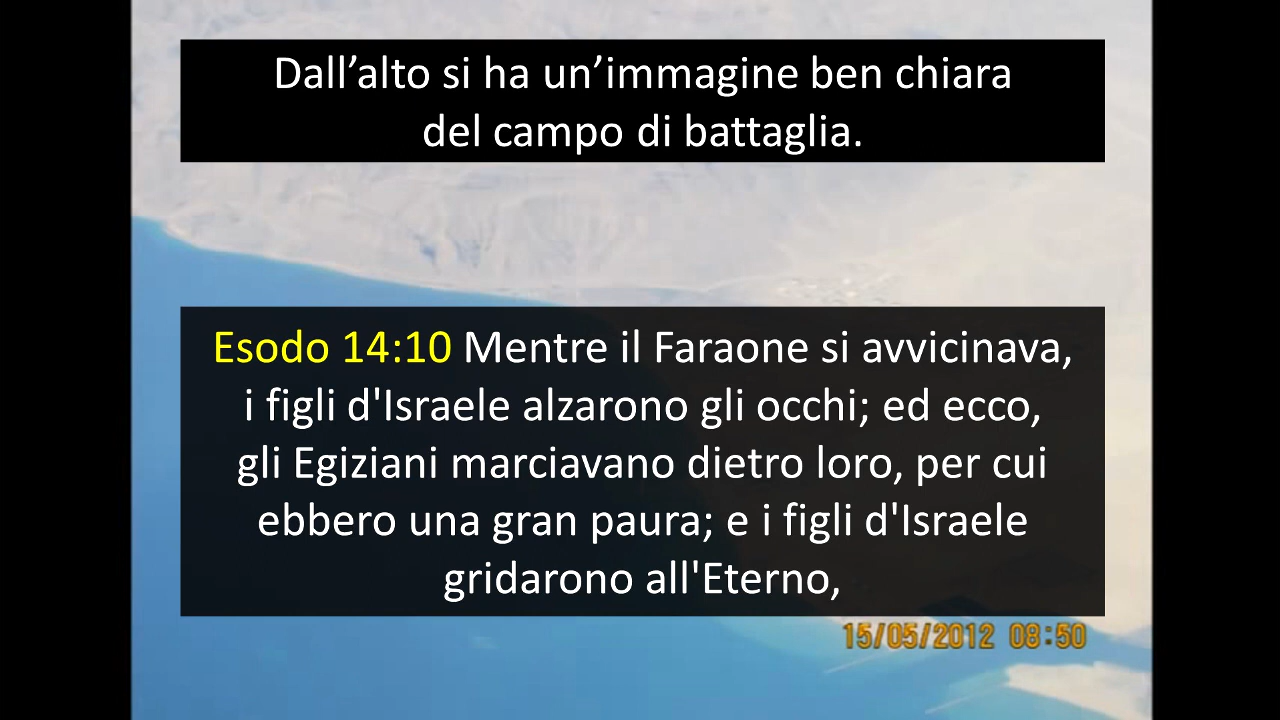 Dall’alto si ha un’immagine ben chiara
del campo di battaglia.
Esodo 14:10 Mentre il Faraone si avvicinava,
i figli d'Israele alzarono gli occhi; ed ecco,
gli Egiziani marciavano dietro loro, per cui
ebbero una gran paura; e i figli d'Israele
gridarono all'Eterno,
15/05/2012 08:50